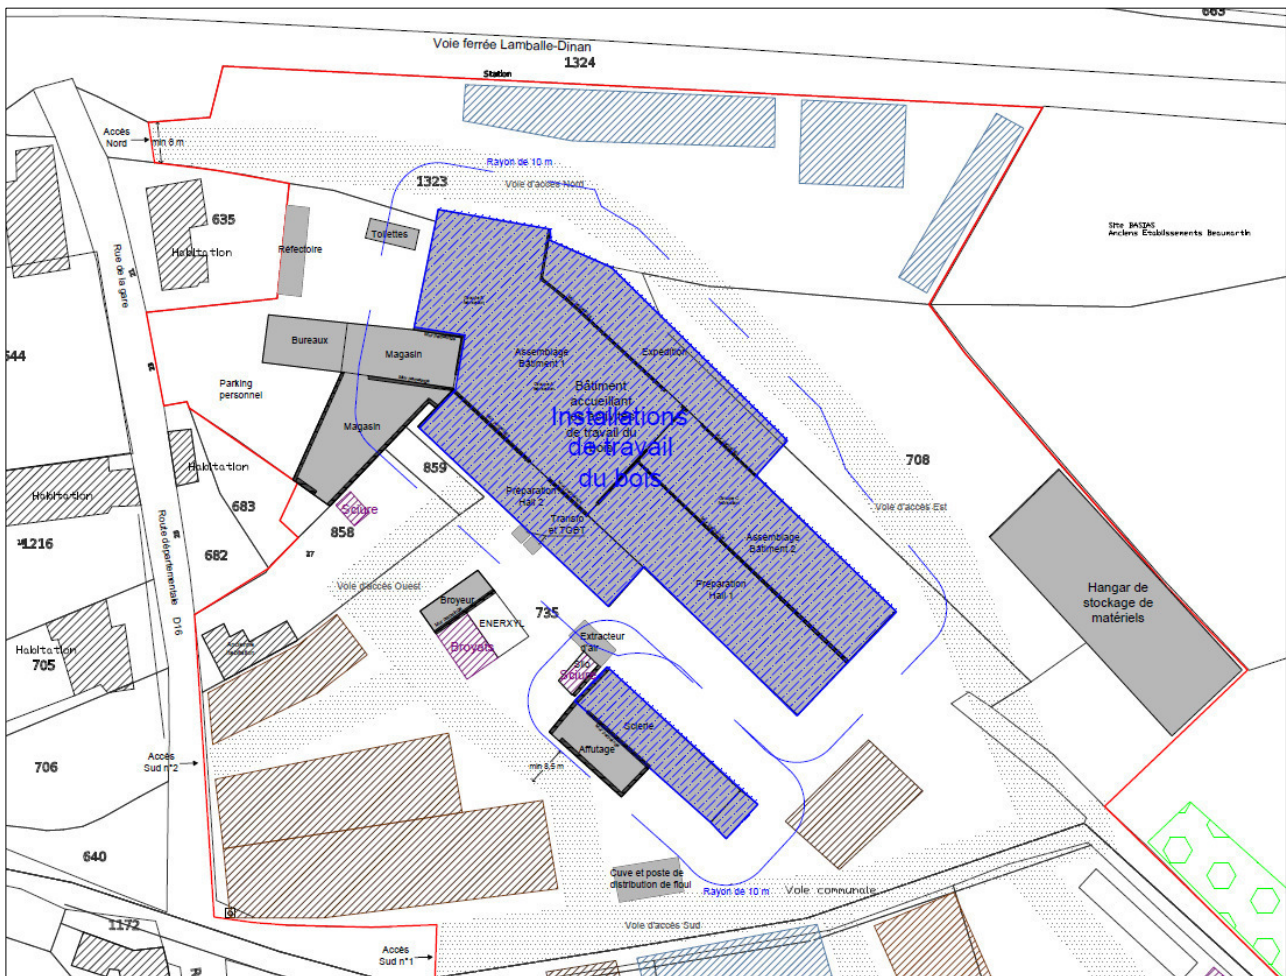 663
Voie ferrée Lamballe-Dinan
1324
Station
Accès
Nord
min 6 m
Rayon de 10 m
1323
Voie d'accès Nord
635
Habitation
Réfectoire
Toilettes
Site BASIAS
Anciens Etablissements Beaumartin
Rue de la gare
644
Bureaux
Magasin
Assemblage
Bâtiment 1
Expédition
Parking
personnel
Bâtiment
accueillant
de travail du
Installations
de travail
du bois
Magasin
Habitation
859
708
Habitation
683
Sciure
Préparation
Hall 2
Transfo
et TGBT
Voie d'accès Est
858
37
1216
682
Route départementale D16
Assemblage
Bâtiment 2
Voie d'accès Ouest
Préparation
Hall 1
Hangar de
stockage de
matériels
Broyeur
735
ENERXYL
Extracteur
d'air
Habitation
705
Broyats
Silo
Sciure
Scierie
Affutage
706
Accès
Sud n°2
min 8,5 m
640
Cuve et poste de
distribution de fioul
Rayon de 10 m
Voie communale
1172
Voie d'accès Sud
Accès
Sud n°1